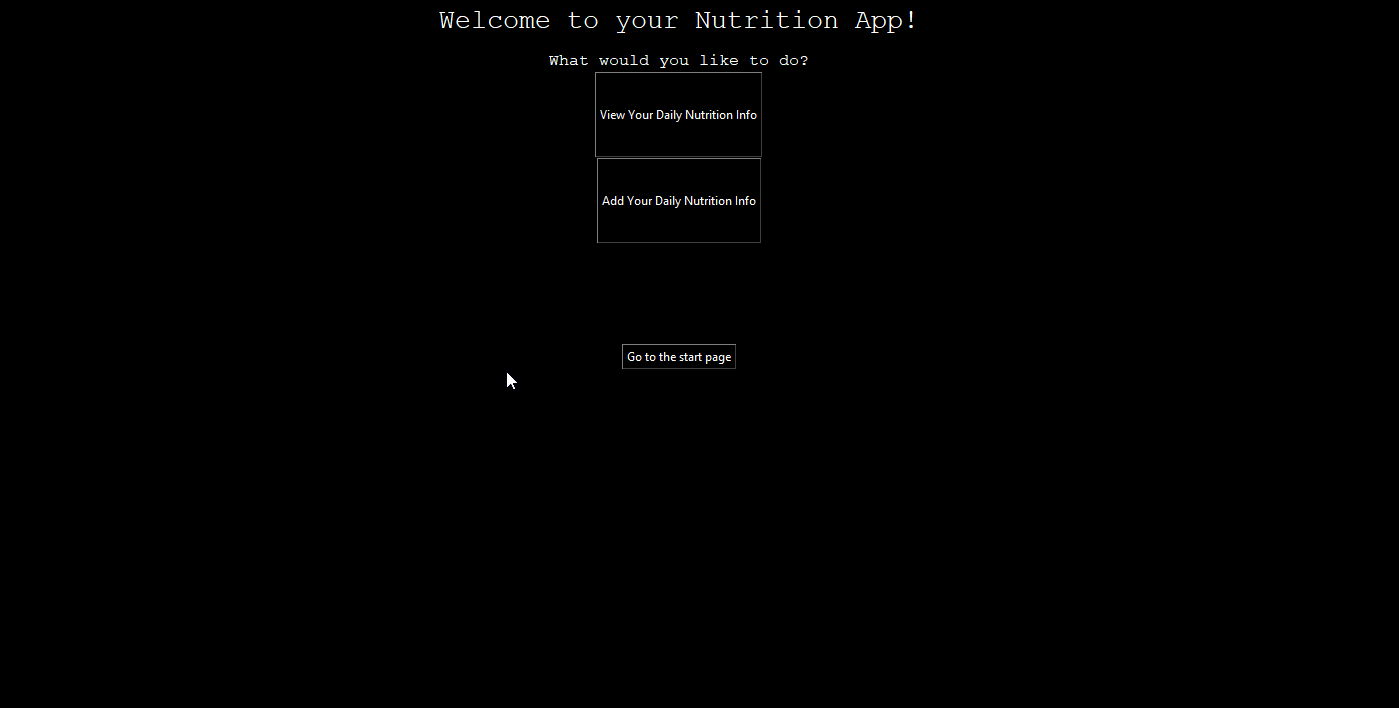 Welcome to your Nutrition App!
What would you like to do?
View Your Daily Nutrition Info
Add Your Daily Nutrition Info
Go to the start page